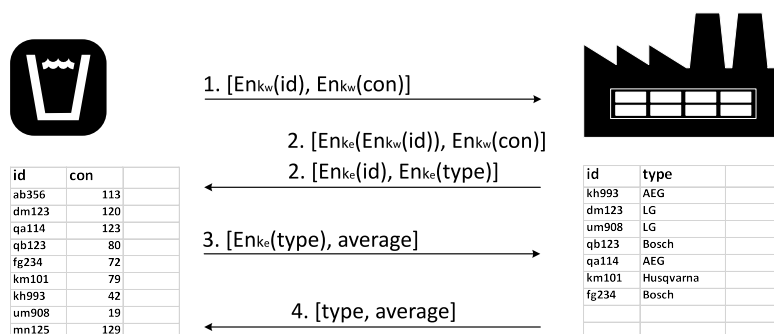 1. [Enkw(id), Enkw(con)]
2. [Enke(Enkw(id)), Enkw(con)]
2. [Enke(id), Enke(type)]
3. [Enke(type), average]
4. [type, average]
id con
ab356 113
dm123 120
qa114 123
qb123 80
fg234 72
km101 79
kh993 42
um908 19
mn125 129
id type
kh993 AEG
dm123 LG
um908 LG
qb123 Bosch
qa114 AEG
km101 Husqvarna
fg234 Bosch